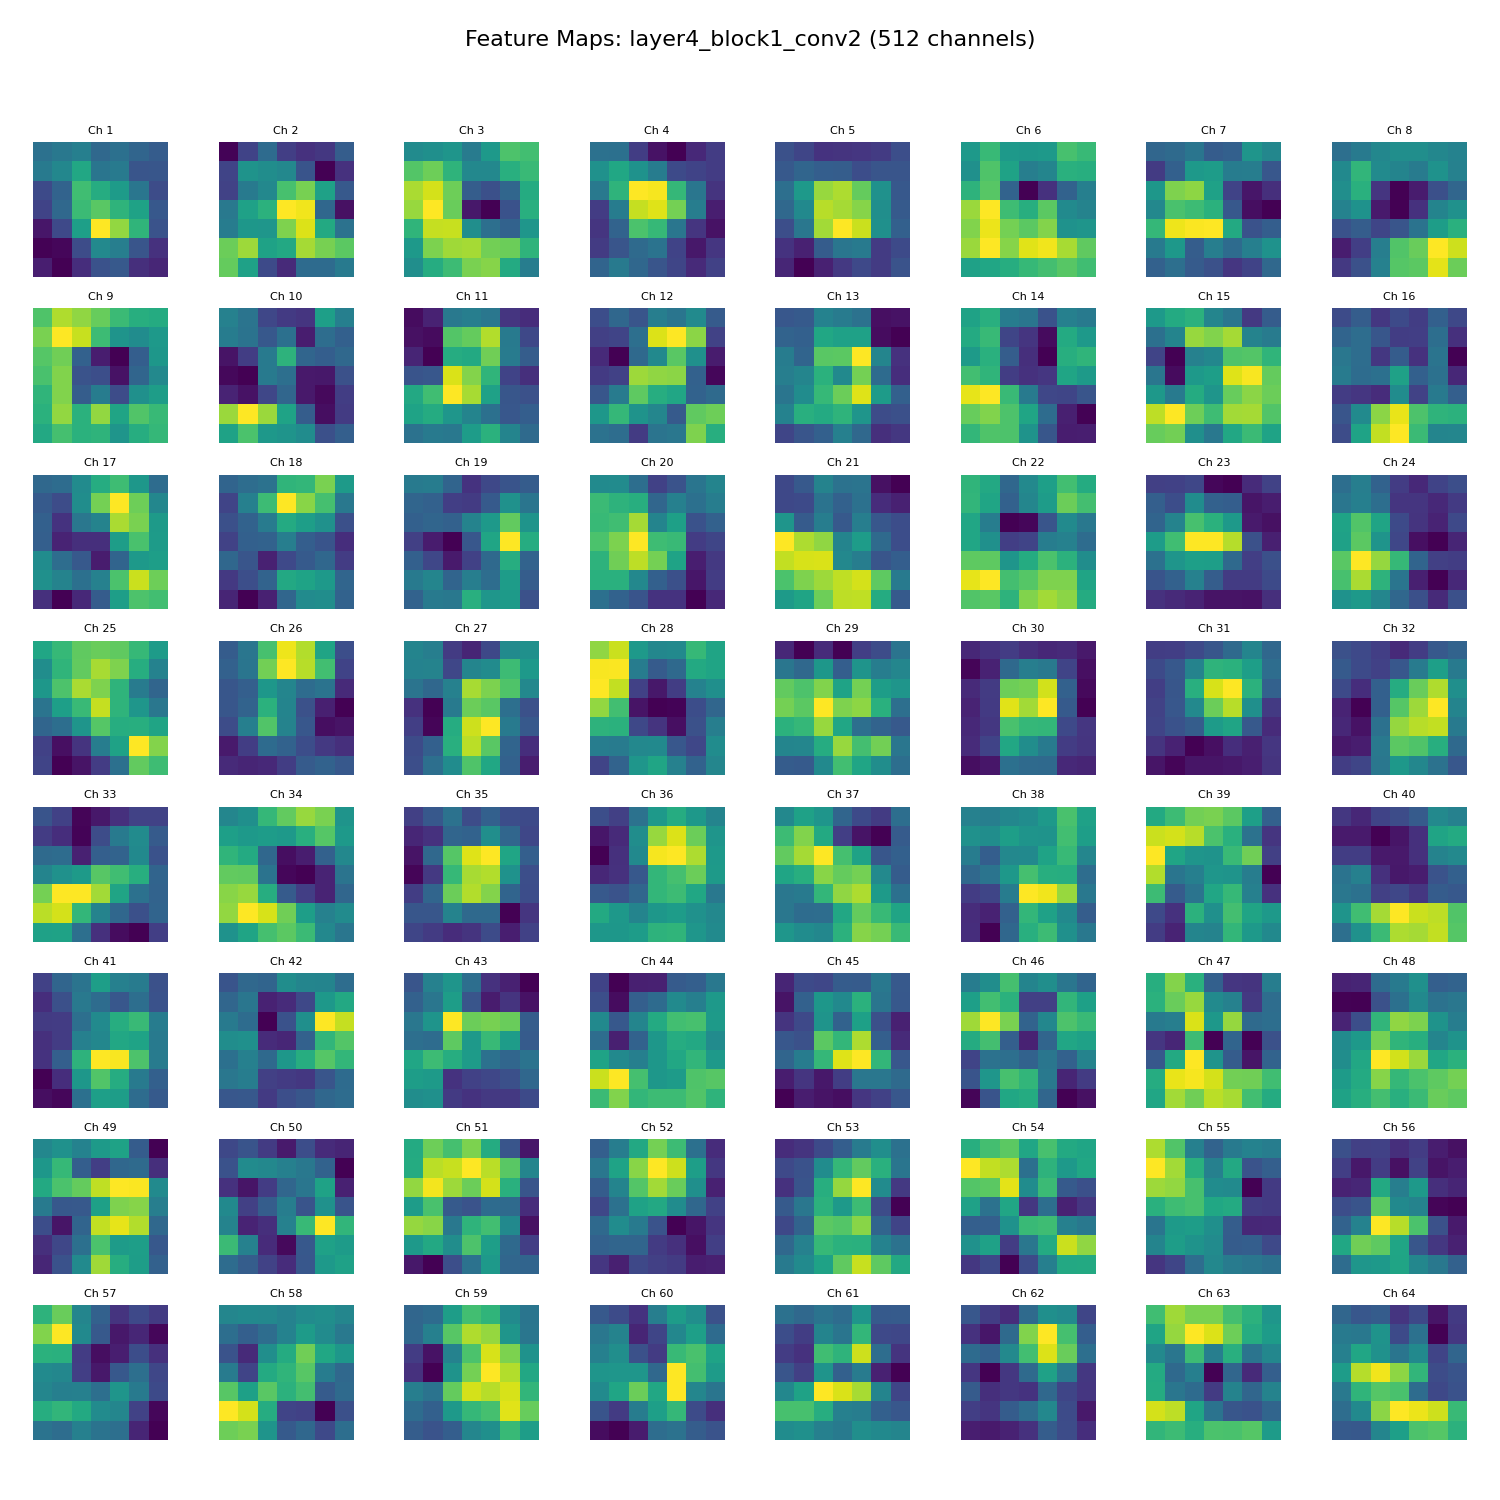 Feature Maps: layer4_block1_conv2 (512 channels)
Ch 1 Ch 2 Ch 3 Ch 4 Ch 5 Ch 6 Ch 7 Ch 8
Ch 9 Ch 10 Ch 11 Ch 12 Ch 13 Ch 14 Ch 15 Ch 16
Ch 17 Ch 18 Ch 19 Ch 20 Ch 21 Ch 22 Ch 23 Ch 24
Ch 25 Ch 26 Ch 27 Ch 28 Ch 29 Ch 30 Ch 31 Ch 32
Ch 33 Ch 34 Ch 35 Ch 36 Ch 37 Ch 38 Ch 39 Ch 40
Ch 41 Ch 42 Ch 43 Ch 44 Ch 45 Ch 46 Ch 47 Ch 48
Ch 49 Ch 50 Ch 51 Ch 52 Ch 53 Ch 54 Ch 55 Ch 56
Ch 57 Ch 58 Ch 59 Ch 60 Ch 61 Ch 62 Ch 63 Ch 64